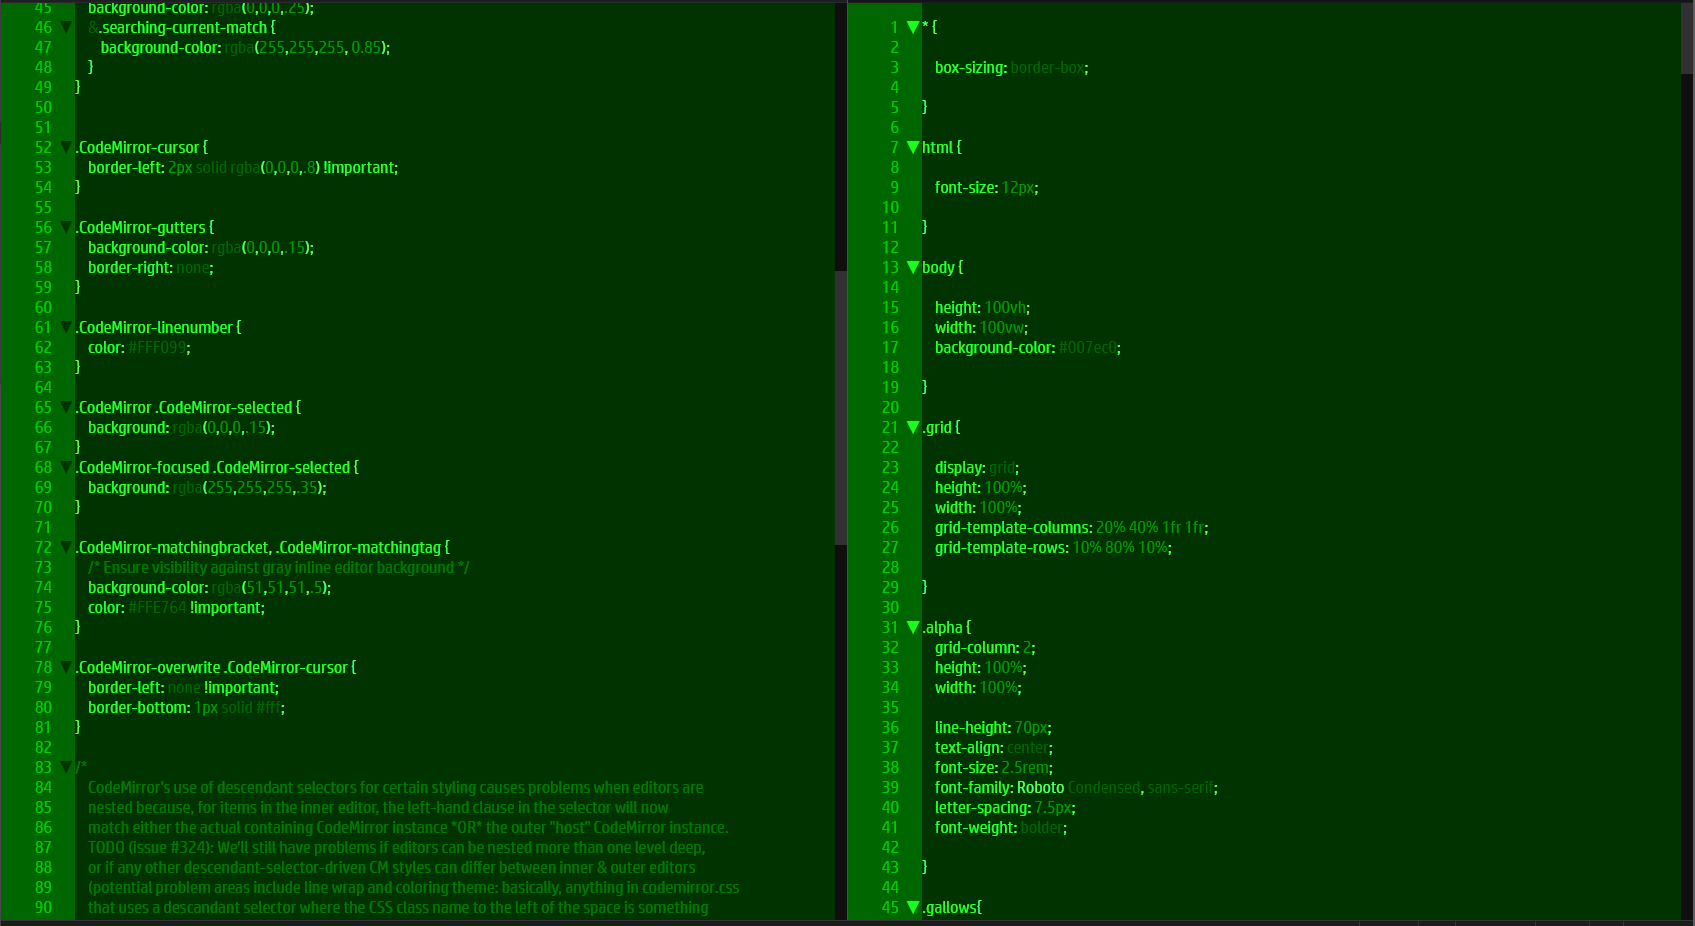 45 background-color: rgba(0,0,0,.25);
46 &.searching-current-match {
47 background-color: rgba(255,255,255, 0.85);
48 }
49 }
50
51
52 .CodeMirror-cursor {
53 border-left: 2px solid rgba(0,0,0,.8) !important;
54 }
55
56 .CodeMirror-gutters {
57 background-color: rgba(0,0,0,.15);
58 border-right: none;
59 }
60
61 .CodeMirror-linenumber {
62 color: #FFF099;
63 }
64
65 .CodeMirror .CodeMirror-selected {
66 background: rgba(0,0,0,.15);
67 }
68 .CodeMirror-focused .CodeMirror-selected {
69 background: rgba(255,255,255,.35);
70 }
71
72 .CodeMirror-matchingbracket, .CodeMirror-matchingtag {
73 /* Ensure visibility against gray inline editor background */
74 background-color: rgba(51,51,51,.5);
75 color: #FFE764 !important;
76 }
77
78 .CodeMirror-overwrite .CodeMirror-cursor {
79 border-left: none !important;
80 border-bottom: 1px solid #fff;
81 }
82
83 /*
84 CodeMirror's use of descendant selectors for certain styling causes problems when editors are
85 nested because, for items in the inner editor, the left-hand clause in the selector will now
86 match either the actual containing CodeMirror instance *OR* the outer "host" CodeMirror instance.
87 TODO (issue #324): We'll still have problems if editors can be nested more than one level deep,
88 or if any other descendant-selector-driven CM styles can differ between inner & outer editors
89 (potential problem areas include line wrap and coloring theme: basically, anything in codemirror.css
90 that uses a descandant selector where the CSS class name to the left of the space is something
1 * {
2
3 box-sizing: border-box;
4
5 }
6
7 html {
8
9 font-size: 12px;
10
11 }
12
13 body {
14
15 height: 100vh;
16 width: 100vw;
17 background-color: #007ec0;
18
19 }
20
21 .grid {
22
23 display: grid;
24 height: 100%;
25 width: 100%;
26 grid-template-columns: 20% 40% 1fr 1fr;
27 grid-template-rows: 10% 80% 10%;
28
29 }
30
31 .alpha {
32 grid-column: 2;
33 height: 100%;
34 width: 100%;
35
36 line-height: 70px;
37 text-align: center;
38 font-size: 2.5rem;
39 font-family: Roboto Condensed, sans-serif;
40 letter-spacing: 7.5px;
41 font-weight: bolder;
42
43 }
44
45 .gallows{